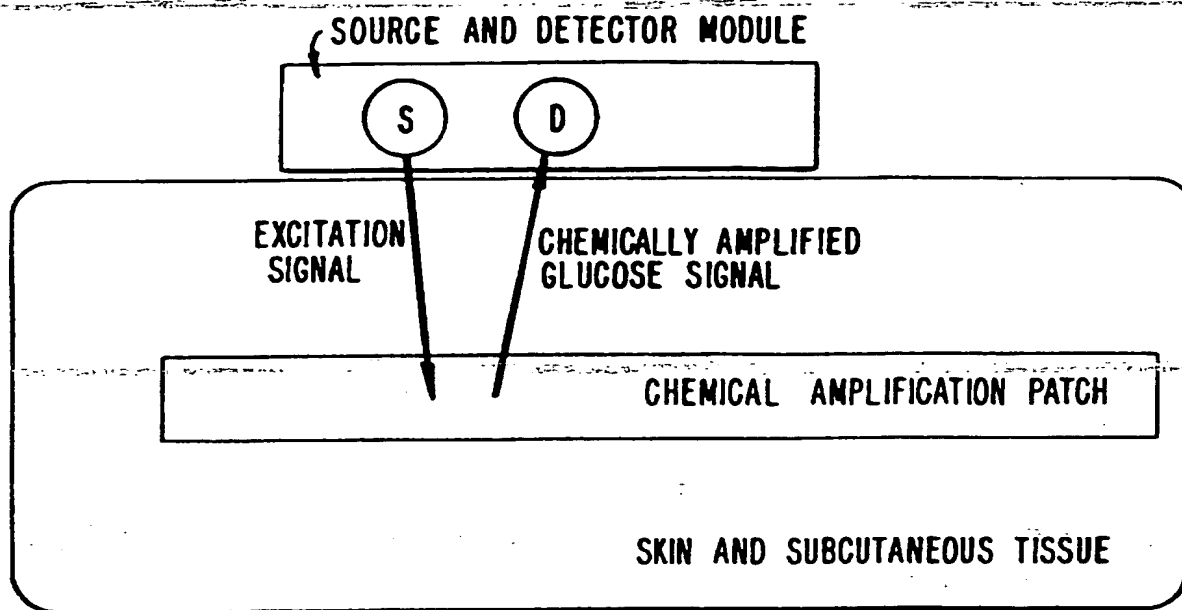 SOURCE AND DETECTOR MODULE
S
D
EXCITATION
SIGNAL
CHEMICALLY AMPLIFIED
GLUCOSE SIGNAL
CHEMICAL AMPLIFICATION PATCH
SKIN AND SUBCUTANEOUS TISSUE